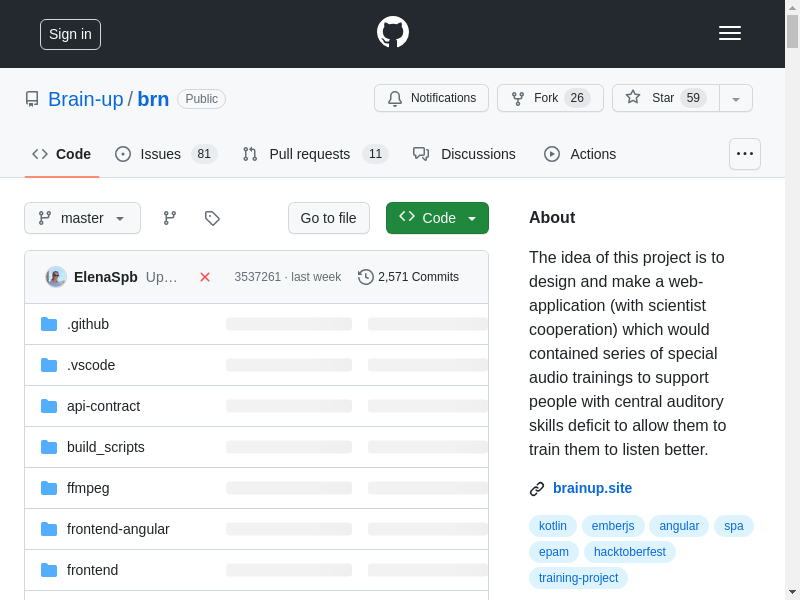 Sign in
Brain-up / brn Public
Notifications Fork 26 Star 59
Code Issues 81 Pull requests 11 Discussions Actions
master Go to file Code
ElenaSpb Up… 3537261 · last week 2,571 Commits
.github
.vscode
api-contract
build_scripts
ffmpeg
frontend-angular
frontend
About
The idea of this project is to
design and make a web-
application (with scientist
cooperation) which would
contained series of special
audio trainings to support
people with central auditory
skills deficit to allow them to
train them to listen better.
brainup.site
kotlin emberjs angular spa
epam hacktoberfest
training-project